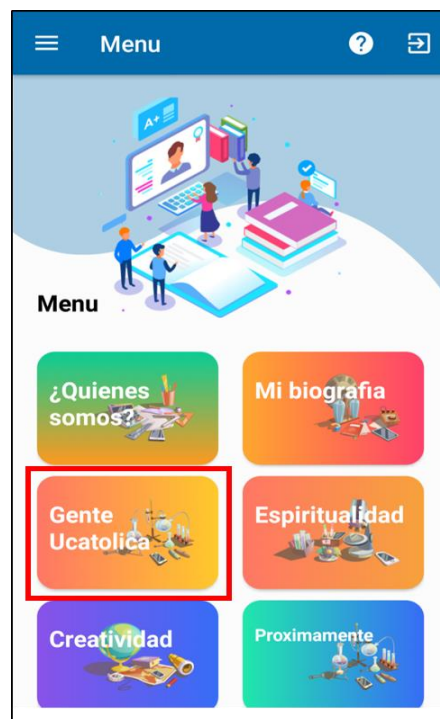 Menu
A+
Menu
¿Quienes
somos?
Mi biografia
Gente
Ucatolica
Espiritualidad
Creatividad
Proximamente